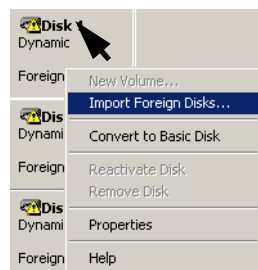 Disk
Dynamic
Foreign
New Volume...
Import Foreign Disks...
Dis
Dynami
Convert to Basic Disk
Foreign
Reactivate Disk
Remove Disk
Dis
Dynami
Properties
Foreign
Help